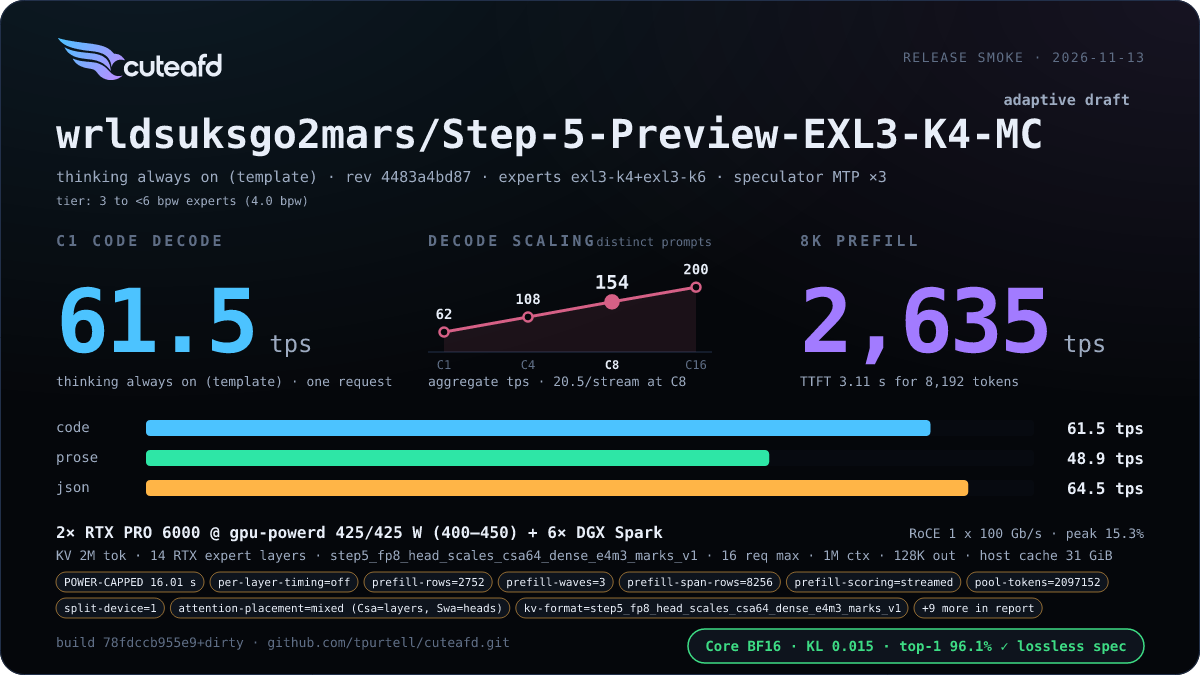 cuteafd
RELEASE SMOKE · 2026-11-13
adaptive draft
wrldsuksgo2mars/Step-5-Preview-EXL3-K4-MC
thinking always on (template) · rev 4483a4bd87 · experts exl3-k4+exl3-k6 · speculator MTP ×3
tier: 3 to <6 bpw experts (4.0 bpw)
C1 CODE DECODE
61.5 tps
thinking always on (template) · one request
DECODE SCALING distinct prompts
62 108 154 200
C1 C4 C8 C16
aggregate tps · 20.5/stream at C8
8K PREFILL
2,635 tps
TTFT 3.11 s for 8,192 tokens
code 61.5 tps
prose 48.9 tps
json 64.5 tps
2× RTX PRO 6000 @ gpu-powerd 425/425 W (400–450) + 6× DGX Spark
RoCE 1 x 100 Gb/s · peak 15.3%
KV 2M tok · 14 RTX expert layers · step5_fp8_head_scales_csa64_dense_e4m3_marks_v1 · 16 req max · 1M ctx · 128K out · host cache 31 GiB
POWER-CAPPED 16.01 s per-layer-timing=off prefill-rows=2752 prefill-waves=3 prefill-span-rows=8256 prefill-scoring=streamed pool-tokens=2097152
split-device=1 attention-placement=mixed (Csa=layers, Swa=heads) kv-format=step5_fp8_head_scales_csa64_dense_e4m3_marks_v1 +9 more in report
build 78fdccb955e9+dirty · github.com/tpurtell/cuteafd.git
Core BF16 · KL 0.015 · top-1 96.1% ✓ lossless spec